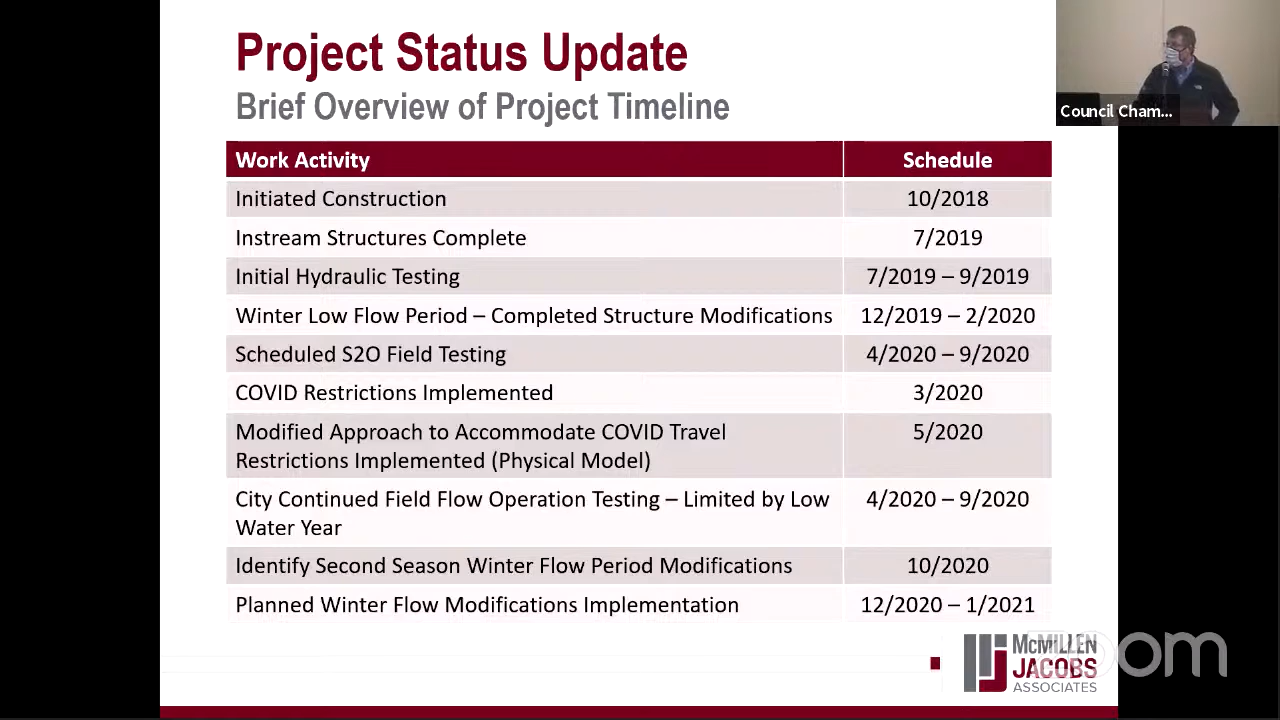 Project Status Update
Brief Overview of Project Timeline
Work Activity Schedule
Initiated Construction 10/2018
Instream Structures Complete 7/2019
Initial Hydraulic Testing 7/2019 – 9/2019
Winter Low Flow Period – Completed Structure Modifications 12/2019 – 2/2020
Scheduled S2O Field Testing 4/2020 – 9/2020
COVID Restrictions Implemented 3/2020
Modified Approach to Accommodate COVID Travel 5/2020
Restrictions Implemented (Physical Model)
City Continued Field Flow Operation Testing – Limited by Low 4/2020 – 9/2020
Water Year
Identify Second Season Winter Flow Period Modifications 10/2020
Planned Winter Flow Modifications Implementation 12/2020 – 1/2021
Council Cham...
McMILLEN
JACOBS
ASSOCIATES
zoom